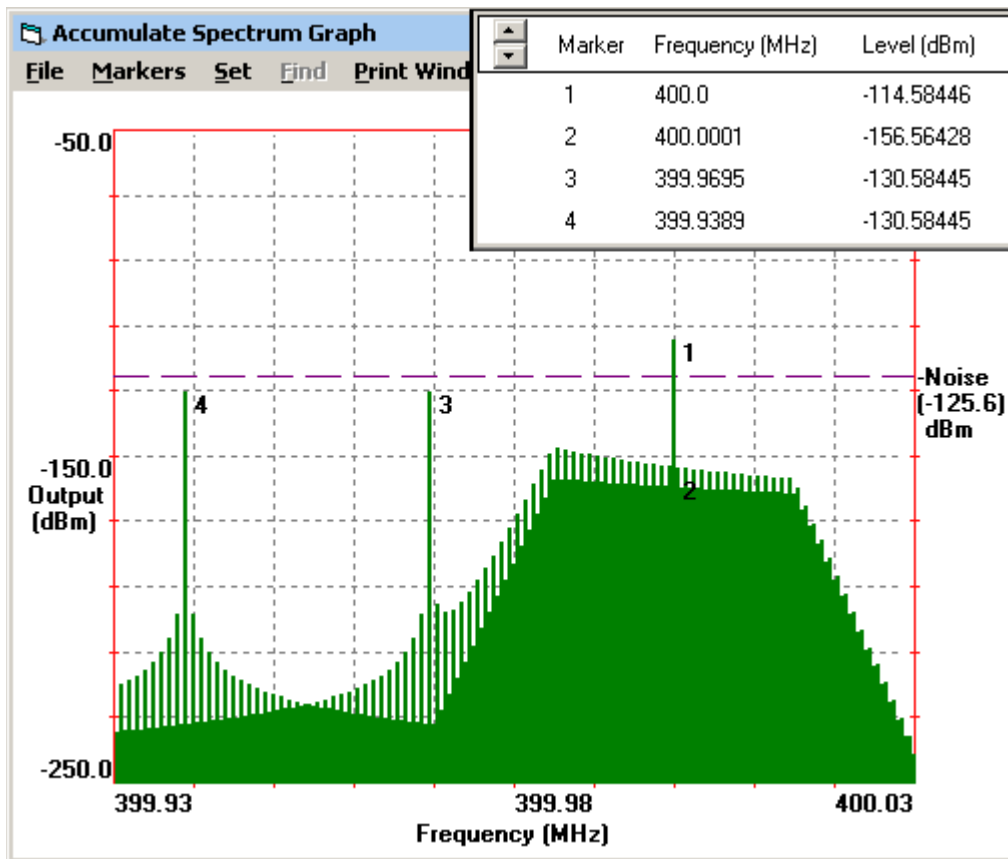 Accumulate Spectrum Graph
File Markers Set Find Print Wind
Marker Frequency (MHz) Level (dBm)
1 400.0 -114.58446
2 400.0001 -156.56428
3 399.9695 -130.58445
4 399.9389 -130.58445
-50.0
1
-Noise
(-125.6)
dBm
4
3
-150.0
Output
(dBm)
2
-250.0
399.93 399.98 400.03
Frequency (MHz)